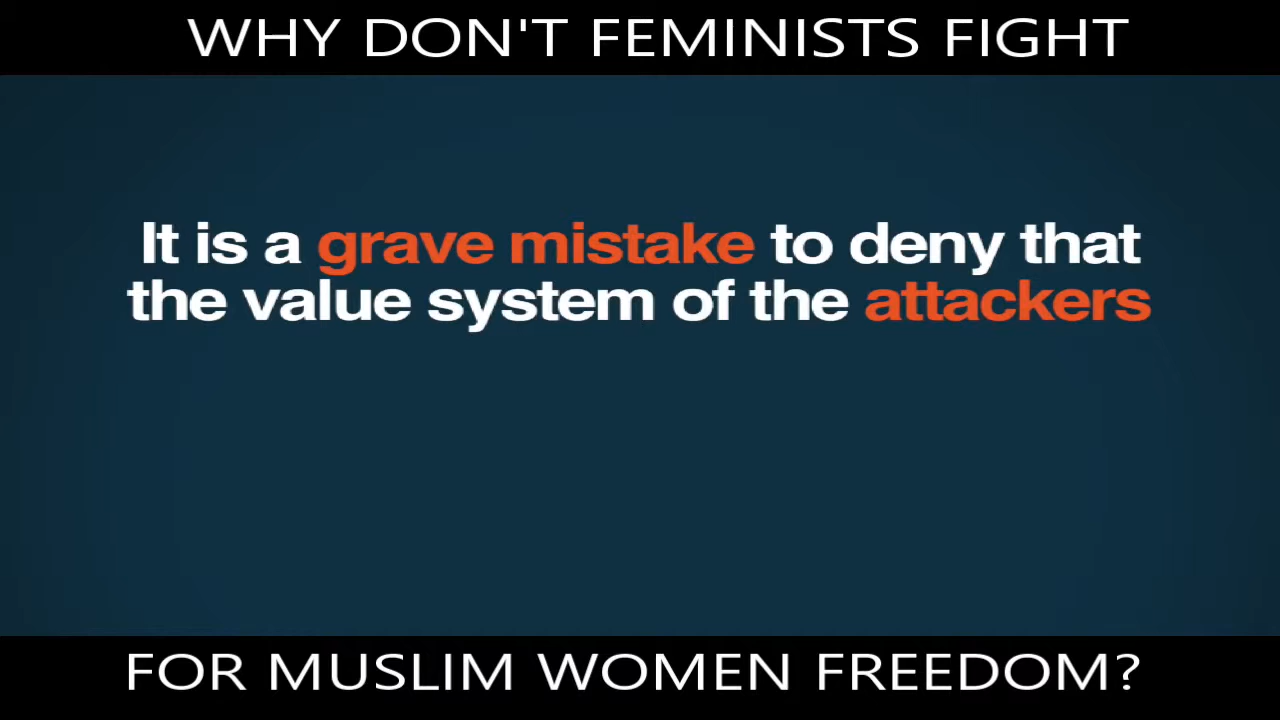 WHY DON'T FEMINISTS FIGHT
It is a grave mistake to deny that
the value system of the attackers
FOR MUSLIM WOMEN FREEDOM?